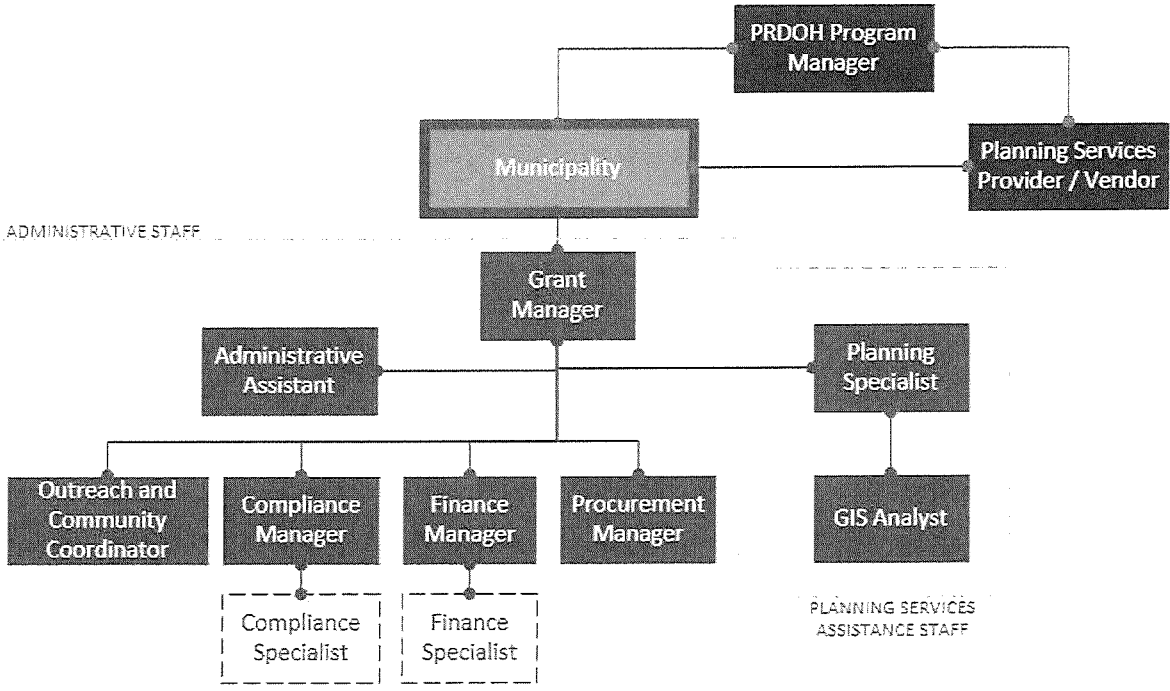 PRDOH Program
Manager
Municipality
Planning Services
Provider / Vendor
ADMINISTRATIVE STAFF
Grant
Manager
Administrative
Assistant
Planning
Specialist
Outreach and
Community
Coordinator
Compliance
Manager
Finance
Manager
Procurement
Manager
GIS Analyst
Compliance
Specialist
Finance
Specialist
PLANNING SERVICES
ASSISTANCE STAFF